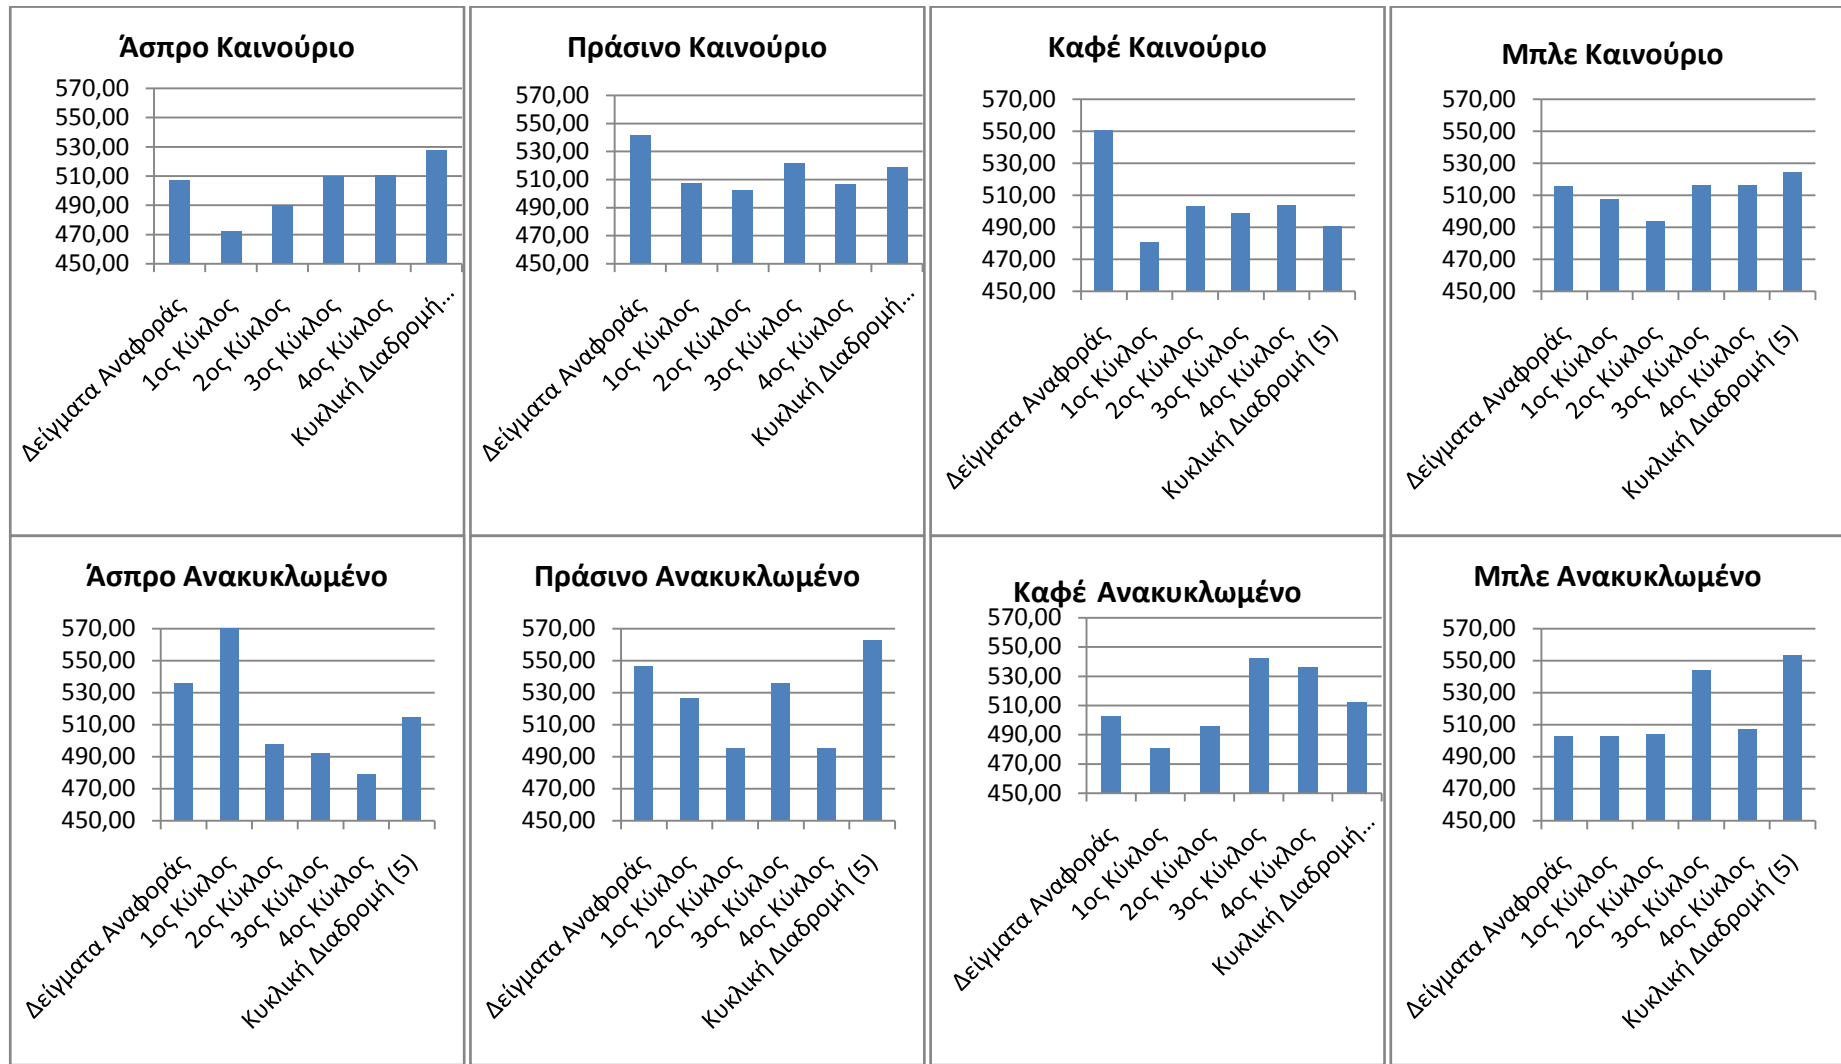 Άσπρο Καινούριο
570,00
550,00
530,00
510,00
490,00
470,00
450,00
Δείγματα Αναφοράς
1ος Κύκλος
2ος Κύκλος
3ος Κύκλος
4ος Κύκλος
Κυκλική Διαδρομή...
Πράσινο Καινούριο
570,00
550,00
530,00
510,00
490,00
470,00
450,00
Δείγματα Αναφοράς
1ος Κύκλος
2ος Κύκλος
3ος Κύκλος
4ος Κύκλος
Κυκλική Διαδρομή...
Καφέ Καινούριο
570,00
550,00
530,00
510,00
490,00
470,00
450,00
Δείγματα Αναφοράς
1ος Κύκλος
2ος Κύκλος
3ος Κύκλος
4ος Κύκλος
Κυκλική Διαδρομή (5)
Μπλε Καινούριο
570,00
550,00
530,00
510,00
490,00
470,00
450,00
Δείγματα Αναφοράς
1ος Κύκλος
2ος Κύκλος
3ος Κύκλος
4ος Κύκλος
Κυκλική Διαδρομή (5)
Άσπρο Ανακυκλωμένο
570,00
550,00
530,00
510,00
490,00
470,00
450,00
Δείγματα Αναφοράς
1ος Κύκλος
2ος Κύκλος
3ος Κύκλος
4ος Κύκλος
Κυκλική Διαδρομή (5)
Πράσινο Ανακυκλωμένο
570,00
550,00
530,00
510,00
490,00
470,00
450,00
Δείγματα Αναφοράς
1ος Κύκλος
2ος Κύκλος
3ος Κύκλος
4ος Κύκλος
Κυκλική Διαδρομή (5)
Καφέ Ανακυκλωμένο
570,00
550,00
530,00
510,00
490,00
470,00
450,00
Δείγματα Αναφοράς
1ος Κύκλος
2ος Κύκλος
3ος Κύκλος
4ος Κύκλος
Κυκλική Διαδρομή...
Μπλε Ανακυκλωμένο
570,00
550,00
530,00
510,00
490,00
470,00
450,00
Δείγματα Αναφοράς
1ος Κύκλος
2ος Κύκλος
3ος Κύκλος
4ος Κύκλος
Κυκλική Διαδρομή (5)